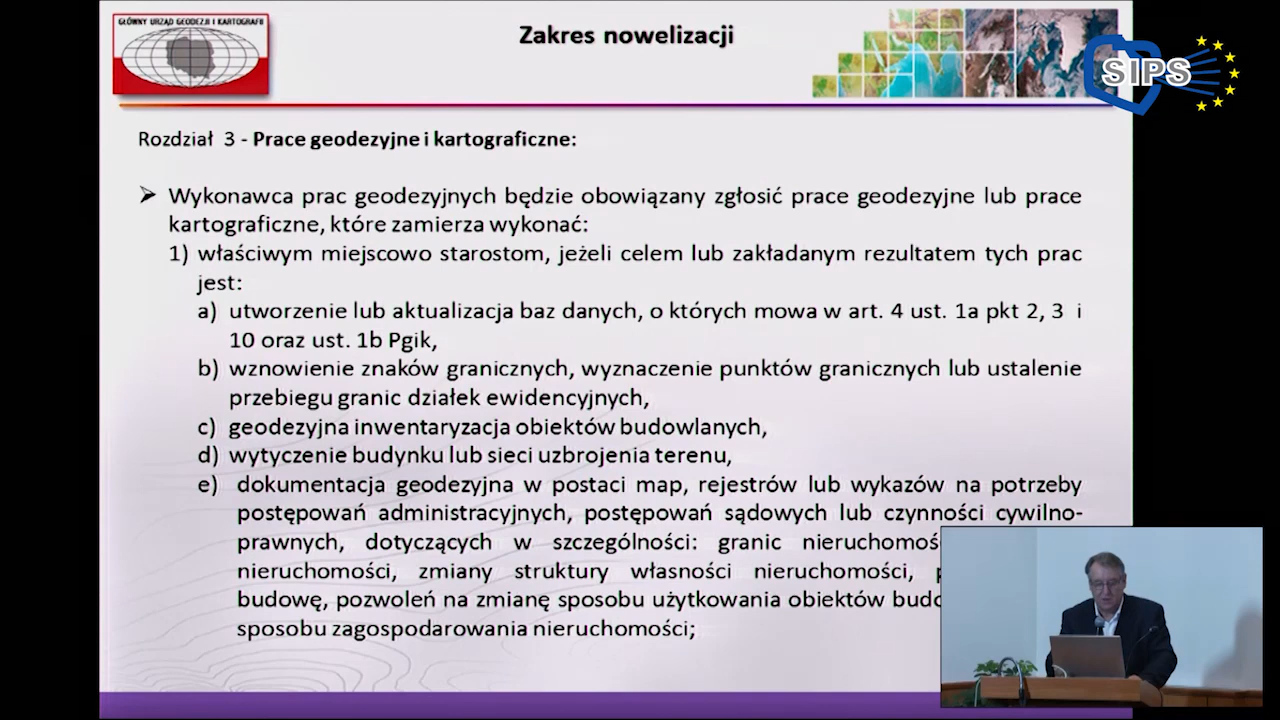 GŁÓWNY URZĄD GEODEZJI I KARTOGRAFII
Zakres nowelizacji
SIPS
Rozdział 3 - Prace geodezyjne i kartograficzne:
➢ Wykonawca prac geodezyjnych będzie obowiązany zgłosić prace geodezyjne lub prace
kartograficzne, które zamierza wykonać:
1) właściwym miejscowo starostom, jeżeli celem lub zakładanym rezultatem tych prac
jest:
a) utworzenie lub aktualizacja baz danych, o których mowa w art. 4 ust. 1a pkt 2, 3 i
10 oraz ust. 1b Pgik,
b) wznowienie znaków granicznych, wyznaczenie punktów granicznych lub ustalenie
przebiegu granic działek ewidencyjnych,
c) geodezyjna inwentaryzacja obiektów budowlanych,
d) wytyczenie budynku lub sieci uzbrojenia terenu,
e) dokumentacja geodezyjna w postaci map, rejestrów lub wykazów na potrzeby
postępowań administracyjnych, postępowań sądowych lub czynności cywilno-
prawnych, dotyczących w szczególności: granic
nieruchomości, zmiany struktury własności nieruchomości,
budowę, pozwoleń na zmianę sposobu użytkowania obiektów
sposobu zagospodarowania nieruchomości;